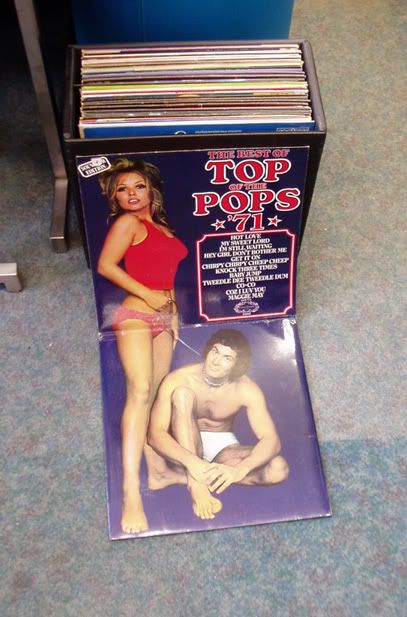 THE BEST OF
TOP
OF THE
POPS
'71
HOT LOVE
MY SWEET LORD
I'M STILL WAITING
HEY GIRL DON'T BOTHER ME
GET IT ON
CHIRPY CHIRPY CHEEP CHEEP
KNOCK THREE TIMES
BABY JUMP
TWEEDLE DEE TWEEDLE DUM
CO-CO
COZ I LUV YOU
MAGGIE MAY
EDITION